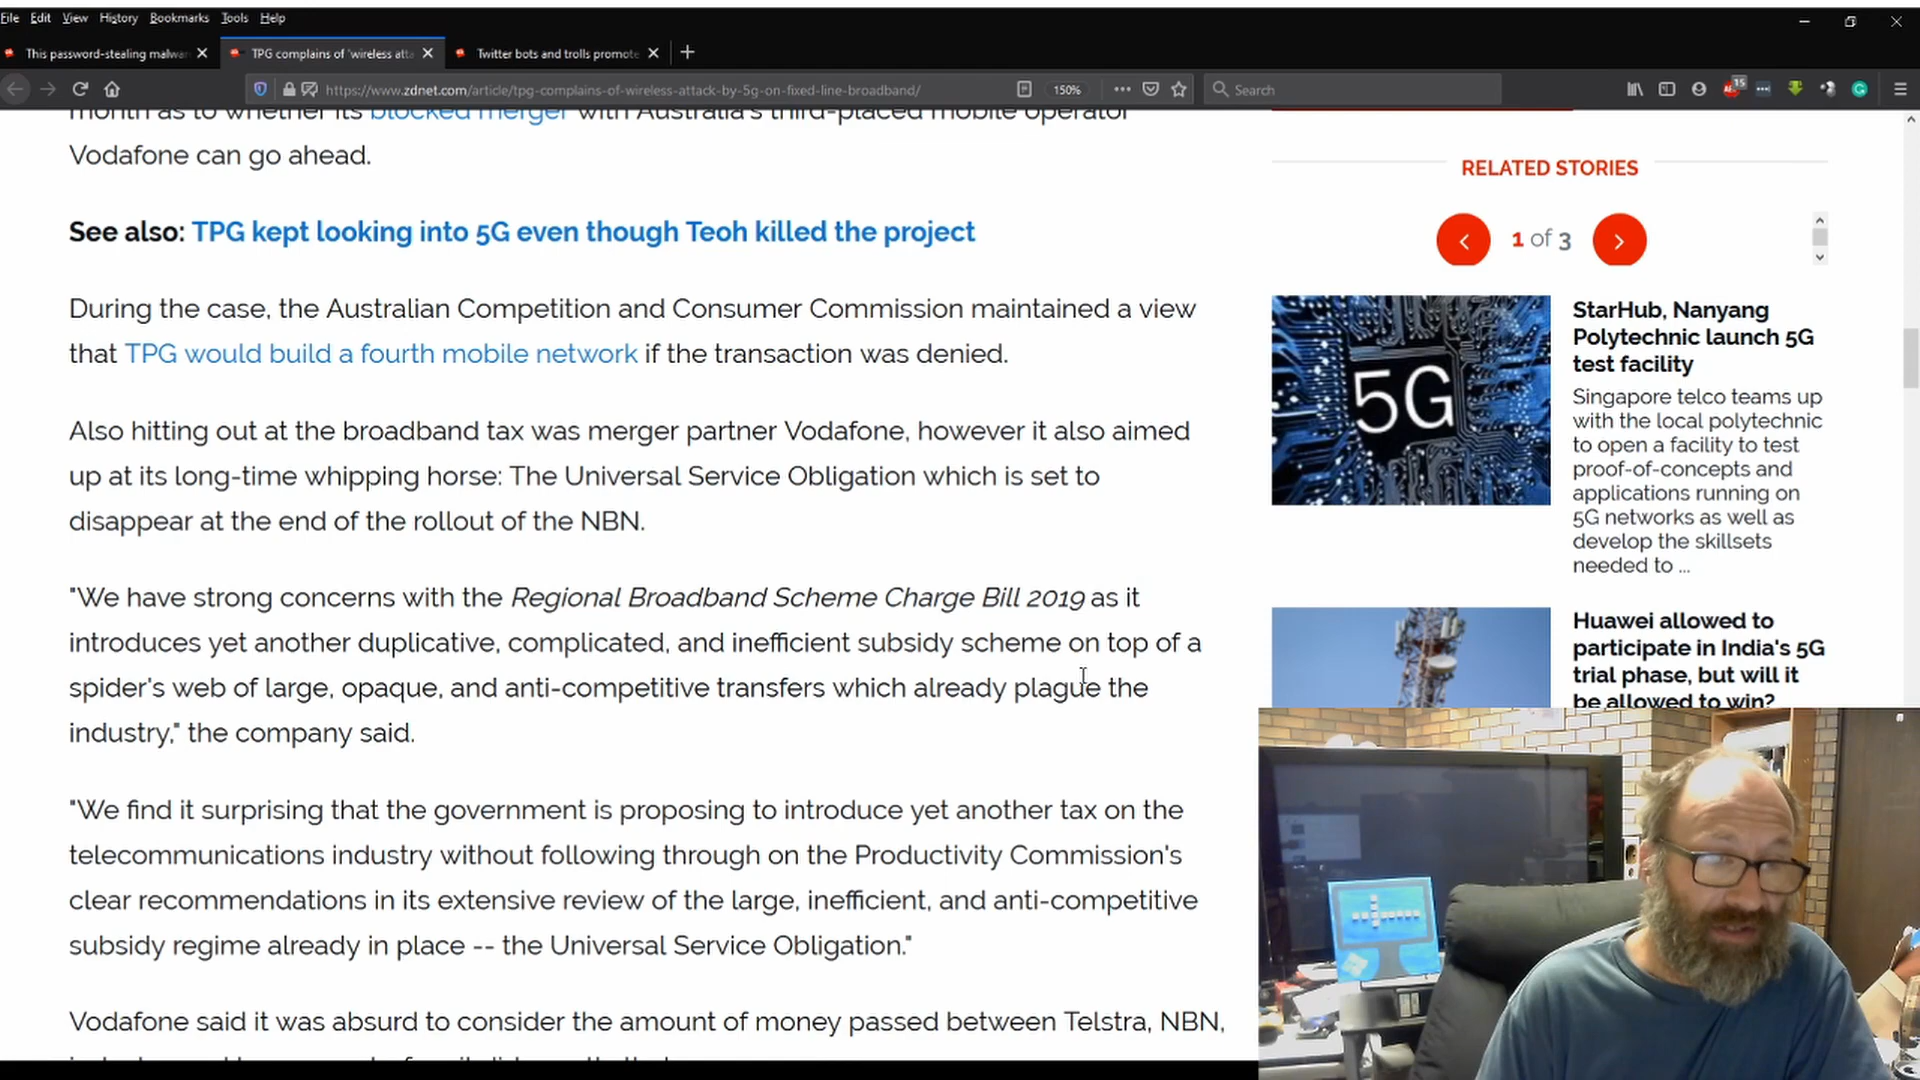 File Edit View History Bookmarks Tools Help
This password-stealing malwar
TPG complains of 'wireless atta
Twitter bots and trolls promote
https://www.zdnet.com/article/tpg-complains-of-wireless-attack-by-5g-on-fixed-line-broadband/
150%
Search
15
month as to whether its blocked merger with Australia's third-placed mobile operator
Vodafone can go ahead.
See also: TPG kept looking into 5G even though Teoh killed the project
During the case, the Australian Competition and Consumer Commission maintained a view
that TPG would build a fourth mobile network if the transaction was denied.
Also hitting out at the broadband tax was merger partner Vodafone, however it also aimed
up at its long-time whipping horse: The Universal Service Obligation which is set to
disappear at the end of the rollout of the NBN.
"We have strong concerns with the Regional Broadband Scheme Charge Bill 2019 as it
introduces yet another duplicative, complicated, and inefficient subsidy scheme on top of a
spider's web of large, opaque, and anti-competitive transfers which already plague the
industry," the company said.
"We find it surprising that the government is proposing to introduce yet another tax on the
telecommunications industry without following through on the Productivity Commission's
clear recommendations in its extensive review of the large, inefficient, and anti-competitive
subsidy regime already in place -- the Universal Service Obligation."
Vodafone said it was absurd to consider the amount of money passed between Telstra, NBN,
RELATED STORIES
1 of 3
5G
StarHub, Nanyang
Polytechnic launch 5G
test facility
Singapore telco teams up
with the local polytechnic
to open a facility to test
proof-of-concepts and
applications running on
5G networks as well as
develop the skillsets
needed to ...
Huawei allowed to
participate in India's 5G
trial phase, but will it
be allowed to win?